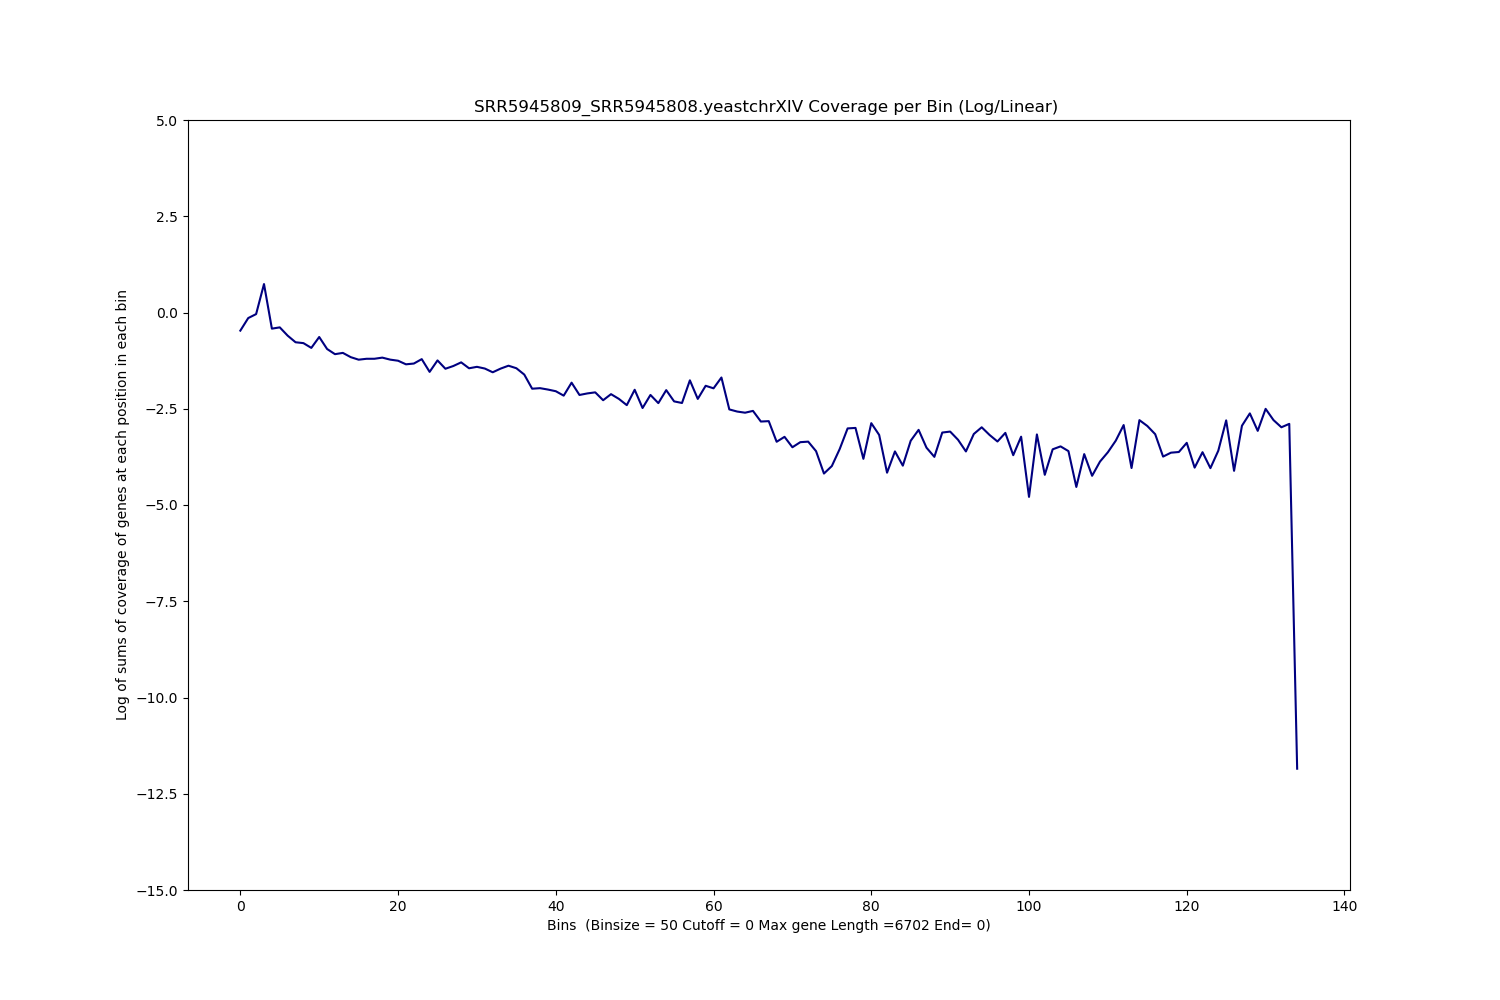 SRR5945809_SRR5945808.yeastchrXIV Coverage per Bin (Log/Linear)
5.0
2.5
0.0
−2.5
−5.0
−7.5
−10.0
−12.5
−15.0
Log of sums of coverage of genes at each position in each bin
0 20 40 60 80 100 120 140
Bins  (Binsize = 50 Cutoff = 0 Max gene Length =6702 End= 0)